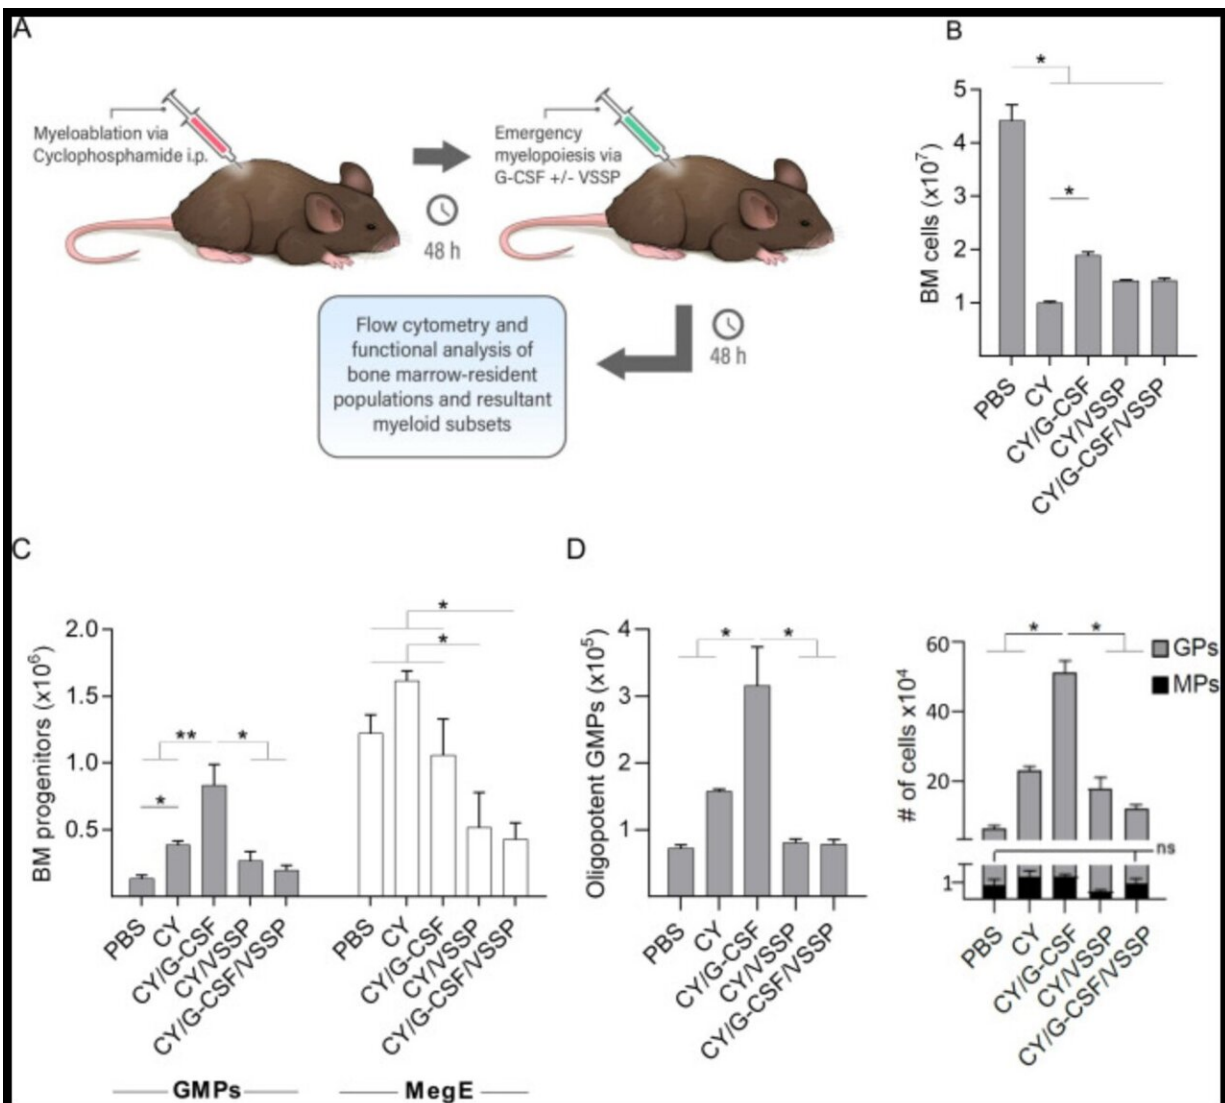 A
Myeloablation via
Cyclophosphamide i.p.
48 h
Emergency
myelopoiesis via
G-CSF +/- VSSP
48 h
Flow cytometry and
functional analysis of
bone marrow-resident
populations and resultant
myeloid subsets
B
BM cells (x10⁷)
5
4
3
2
1
*
*
PBS
CY
CY/G-CSF
CY/VSSP
CY/G-CSF/VSSP
C
BM progenitors (x10⁶)
2.0
1.5
1.0
0.5
*
**
*
*
*
PBS
CY
CY/G-CSF
CY/VSSP
CY/G-CSF/VSSP
PBS
CY
CY/G-CSF
CY/VSSP
CY/G-CSF/VSSP
GMPs
MegE
D
Oligopotent GMPs (x10⁵)
4
3
2
1
*
*
PBS
CY
CY/G-CSF
CY/VSSP
CY/G-CSF/VSSP
# of cells x10⁴
60
40
20
1
*
*
GPs
MPs
ns
PBS
CY
CY/G-CSF
CY/VSSP
CY/G-CSF/VSSP